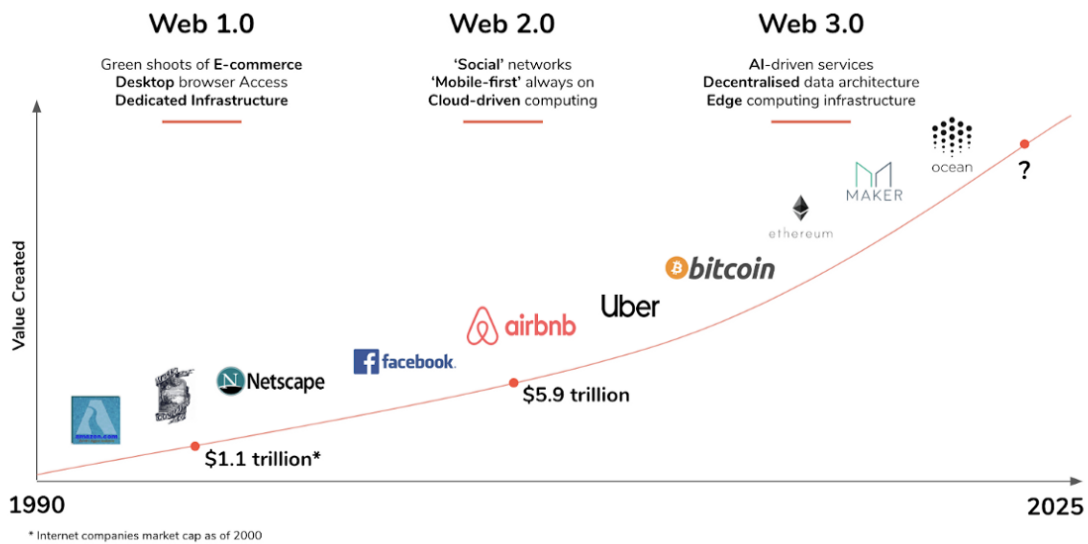 Web 1.0
Green shoots of E-commerce
Desktop browser Access
Dedicated Infrastructure
Web 2.0
‘Social’ networks
‘Mobile-first’ always on
Cloud-driven computing
Web 3.0
AI-driven services
Decentralised data architecture
Edge computing infrastructure
Value Created
amazon.com
Netscape
facebook.
airbnb
Uber
bitcoin
ethereum
MAKER
ocean
?
$1.1 trillion*
$5.9 trillion
1990
2025
* Internet companies market cap as of 2000